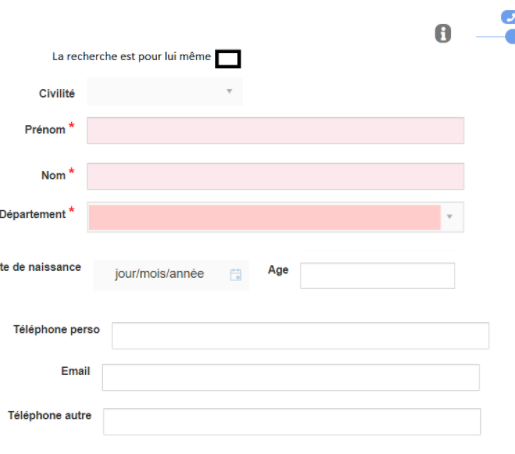 La recherche est pour lui même
Civilité
Prénom *
Nom *
Département *
te de naissance jour/mois/année Age
Téléphone perso
Email
Téléphone autre